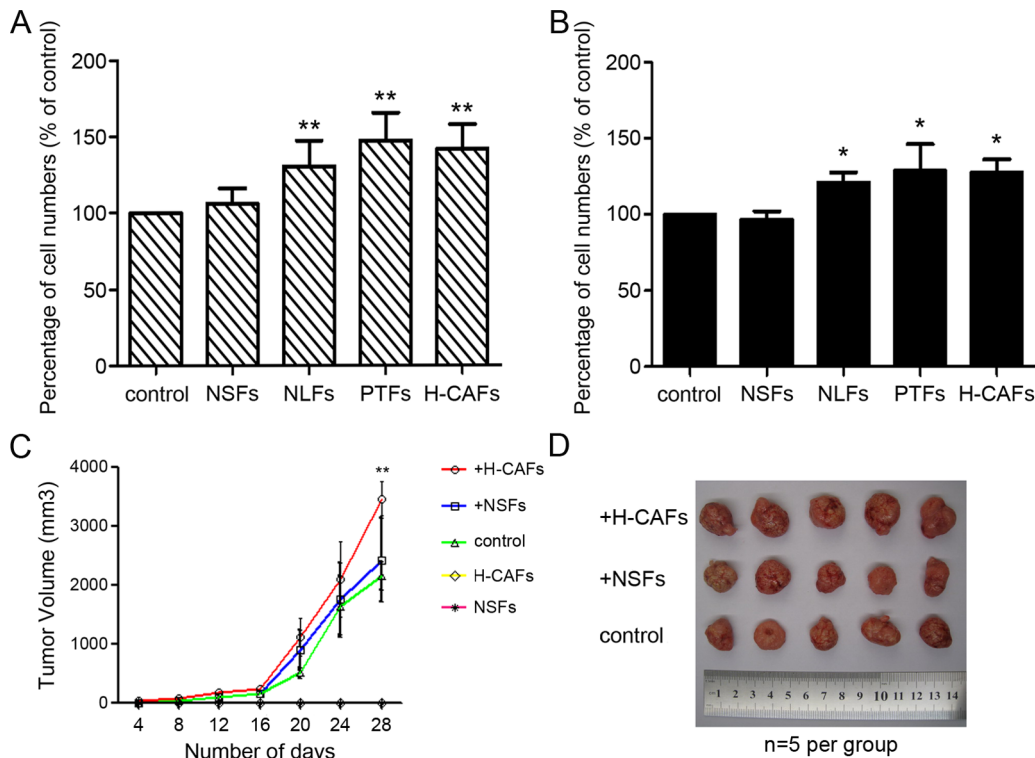 A
Percentage of cell numbers (% of control)
200
150
100
50
0
**
**
**
control NSFs NLFs PTFs H-CAFs
B
Percentage of cell numbers (% of control)
200
150
100
50
0
*
*
*
control NSFs NLFs PTFs H-CAFs
C
Tumor Volume (mm3)
4000
3000
2000
1000
0
**
4 8 12 16 20 24 28
Number of days
+H-CAFs
+NSFs
control
H-CAFs
NSFs
D
+H-CAFs
+NSFs
control
1 2 3 4 5 6 7 8 9 10 11 12 13 14
n=5 per group